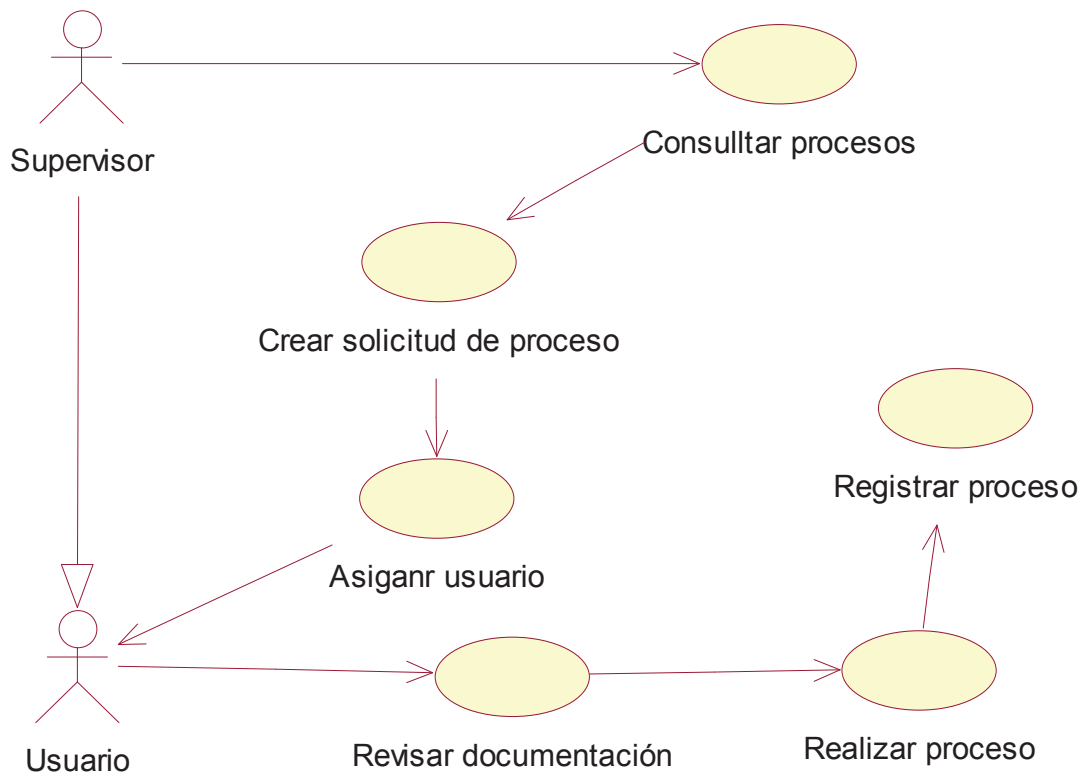 Supervisor
Consulltar procesos
Crear solicitud de proceso
Registrar proceso
Asiganr usuario
Usuario
Revisar documentación
Realizar proceso